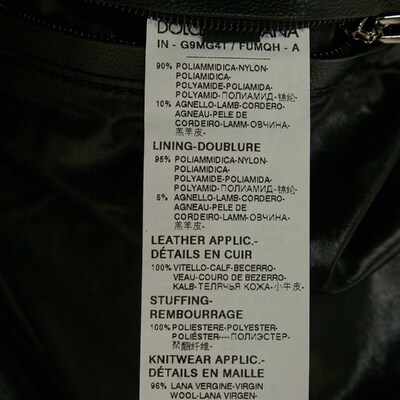 DOLCE & GABBANA
IN - G9MG4T / FUMQH - A
90% POLIAMMIDICA-NYLON-
POLIAMIDICA-
POLYAMIDE-POLIAMIDA-
POLYAMID-ПОЛИАМИД-锦纶-
10% AGNELLO-LAMB-CORDERO-
AGNEAU-PELE DE
CORDEIRO-LAMM-ОВЧИНА-
羔羊皮-
LINING-DOUBLURE
95% POLIAMMIDICA-NYLON-
POLIAMIDICA-
POLYAMIDE-POLIAMIDA-
POLYAMID-ПОЛИАМИД-锦纶-
5% AGNELLO-LAMB-CORDERO-
AGNEAU-PELE DE
CORDEIRO-LAMM-ОВЧИНА-
羔羊皮-
LEATHER APPLIC.-
DÉTAILS EN CUIR
100% VITELLO-CALF-BECERRO-
VEAU-COURO DE BEZERRO-
KALB-ТЕЛЯЧЬЯ КОЖА-小牛皮-
STUFFING-
REMBOURRAGE
100% POLIESTERE-POLYESTER-
POLIÉSTER----ПОЛИЭСТЕР-
聚酯纤维-
KNITWEAR APPLIC.-
DÉTAILS EN MAILLE
96% LANA VERGINE-VIRGIN
WOOL-LANA VIRGEN-